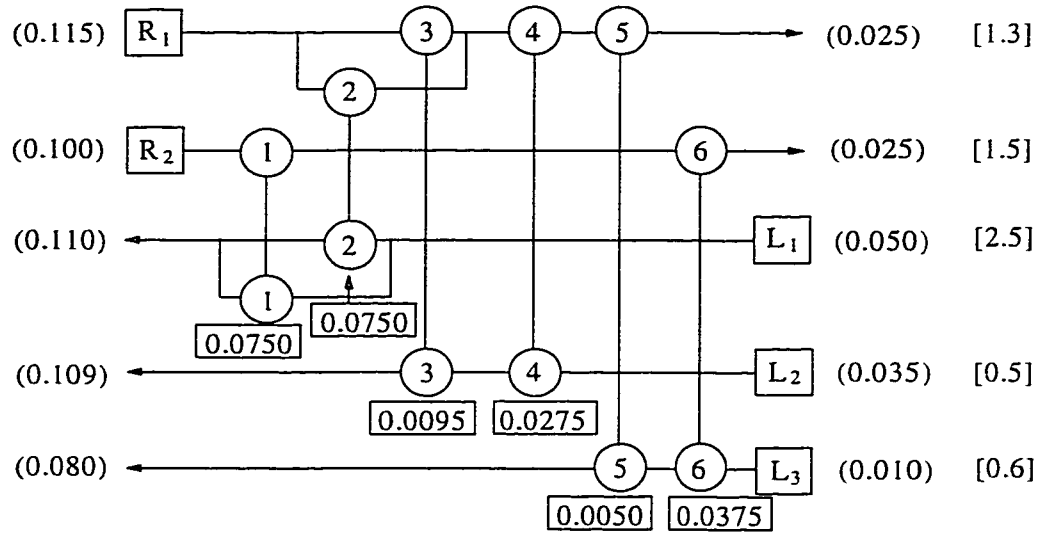 (0.115) R₁ 3 4 5 (0.025) [1.3]
2
(0.100) R₂ 1 6 (0.025) [1.5]
(0.110) 2 L₁ (0.050) [2.5]
1
0.0750
0.0750
(0.109) 3 4 L₂ (0.035) [0.5]
0.0095 0.0275
(0.080) 5 6 L₃ (0.010) [0.6]
0.0050 0.0375